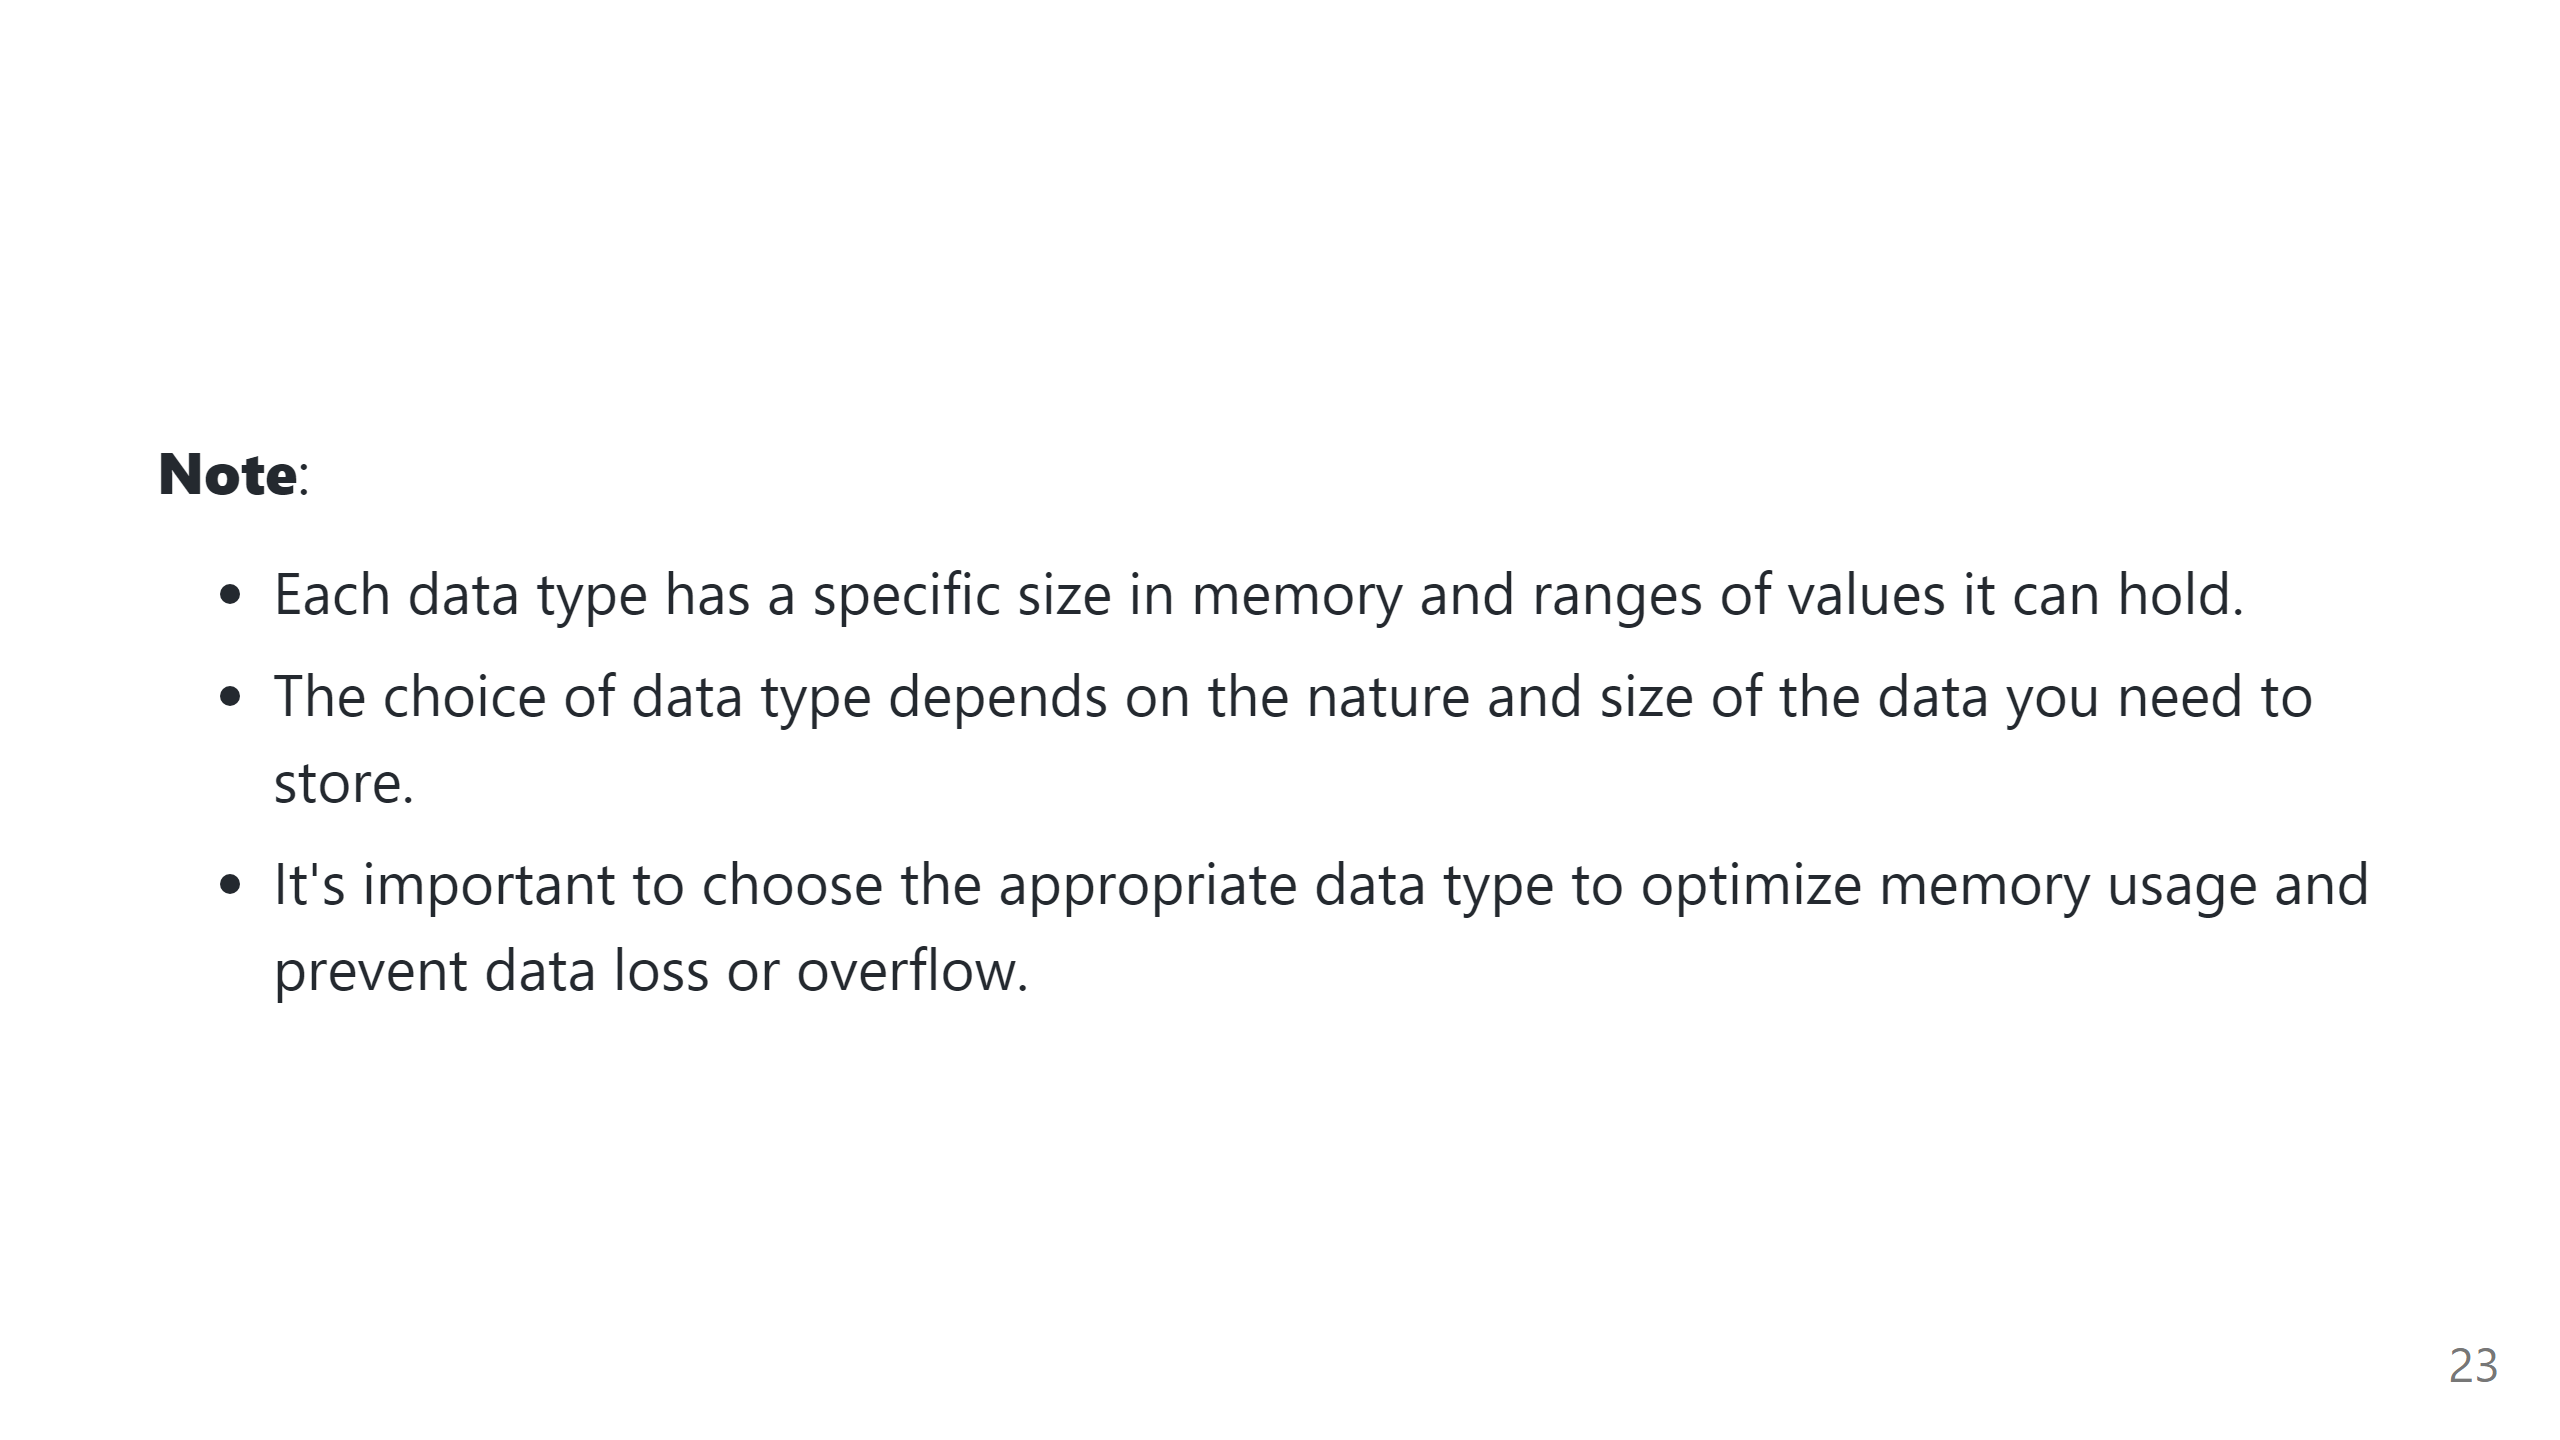 Note:
• Each data type has a specific size in memory and ranges of values it can hold.
• The choice of data type depends on the nature and size of the data you need to
store.
• It's important to choose the appropriate data type to optimize memory usage and
prevent data loss or overflow.
23